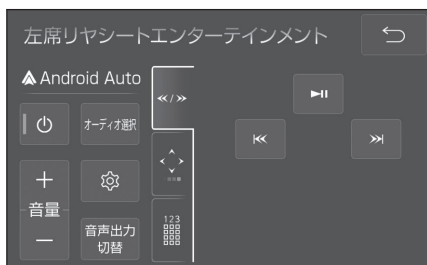 左席リヤシートエンターテインメント
Android Auto
オーディオ選択
音量
音声出力
切替
123